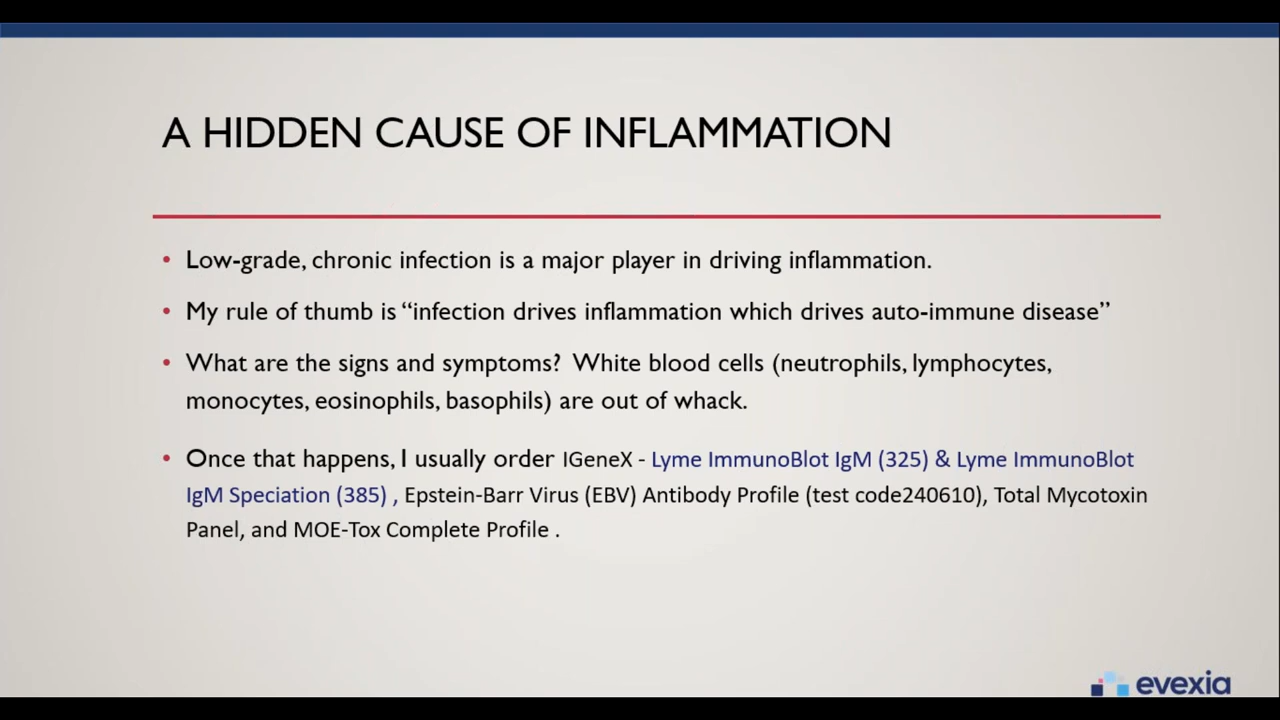 A HIDDEN CAUSE OF INFLAMMATION
• Low-grade, chronic infection is a major player in driving inflammation.
• My rule of thumb is “infection drives inflammation which drives auto-immune disease”
• What are the signs and symptoms?  White blood cells (neutrophils, lymphocytes,
monocytes, eosinophils, basophils) are out of whack.
• Once that happens, I usually order IGeneX - Lyme ImmunoBlot IgM (325) & Lyme ImmunoBlot
IgM Speciation (385) , Epstein-Barr Virus (EBV) Antibody Profile (test code240610), Total Mycotoxin
Panel, and MOE-Tox Complete Profile .
evexia